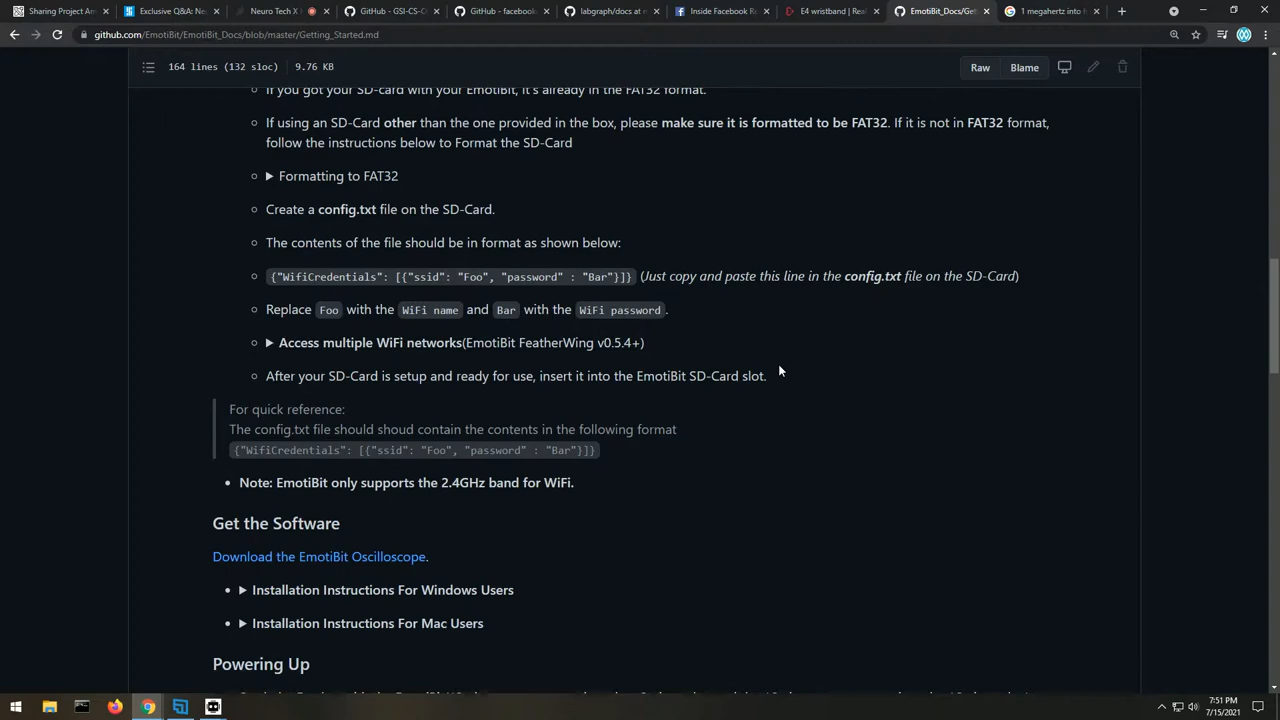 Sharing Project Am
Exclusive Q&A: Ne
Neuro Tech X
GitHub - GSI-CS-C
GitHub - facebook
labgraph/docs at m
Inside Facebook Re
E4 wristband | Real
EmotiBit_Docs/Get
1 megahertz into t
github.com/EmotiBit/EmotiBit_Docs/blob/master/Getting_Started.md
164 lines (132 sloc) 9.76 KB
Raw Blame
If you got your SD-card with your EmotiBit, it's already in the FAT32 format.
If using an SD-Card other than the one provided in the box, please make sure it is formatted to be FAT32. If it is not in FAT32 format,
follow the instructions below to Format the SD-Card
Formatting to FAT32
Create a config.txt file on the SD-Card.
The contents of the file should be in format as shown below:
{"WifiCredentials": [{"ssid": "Foo", "password" : "Bar"}]} (Just copy and paste this line in the config.txt file on the SD-Card)
Replace Foo with the WiFi name and Bar with the WiFi password.
Access multiple WiFi networks(EmotiBit FeatherWing v0.5.4+)
After your SD-Card is setup and ready for use, insert it into the EmotiBit SD-Card slot.
For quick reference:
The config.txt file should shoud contain the contents in the following format
{"WifiCredentials": [{"ssid": "Foo", "password" : "Bar"}]}
Note: EmotiBit only supports the 2.4GHz band for WiFi.
Get the Software
Download the EmotiBit Oscilloscope.
Installation Instructions For Windows Users
Installation Instructions For Mac Users
Powering Up
7:51 PM
7/15/2021